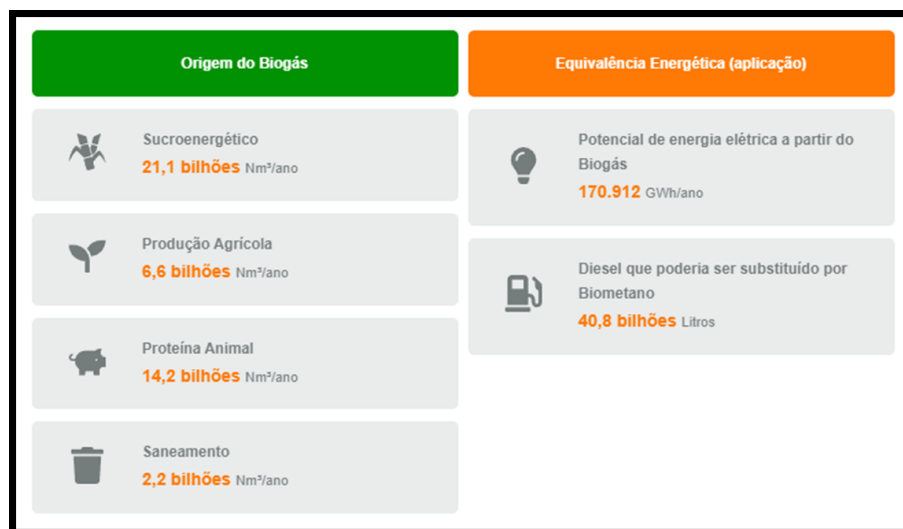 Origem do Biogás
Sucroenergético
21,1 bilhões Nm³/ano
Produção Agrícola
6,6 bilhões Nm³/ano
Proteína Animal
14,2 bilhões Nm³/ano
Saneamento
2,2 bilhões Nm³/ano
Equivalência Energética (aplicação)
Potencial de energia elétrica a partir do
Biogás
170.912 GWh/ano
Diesel que poderia ser substituído por
Biometano
40,8 bilhões Litros